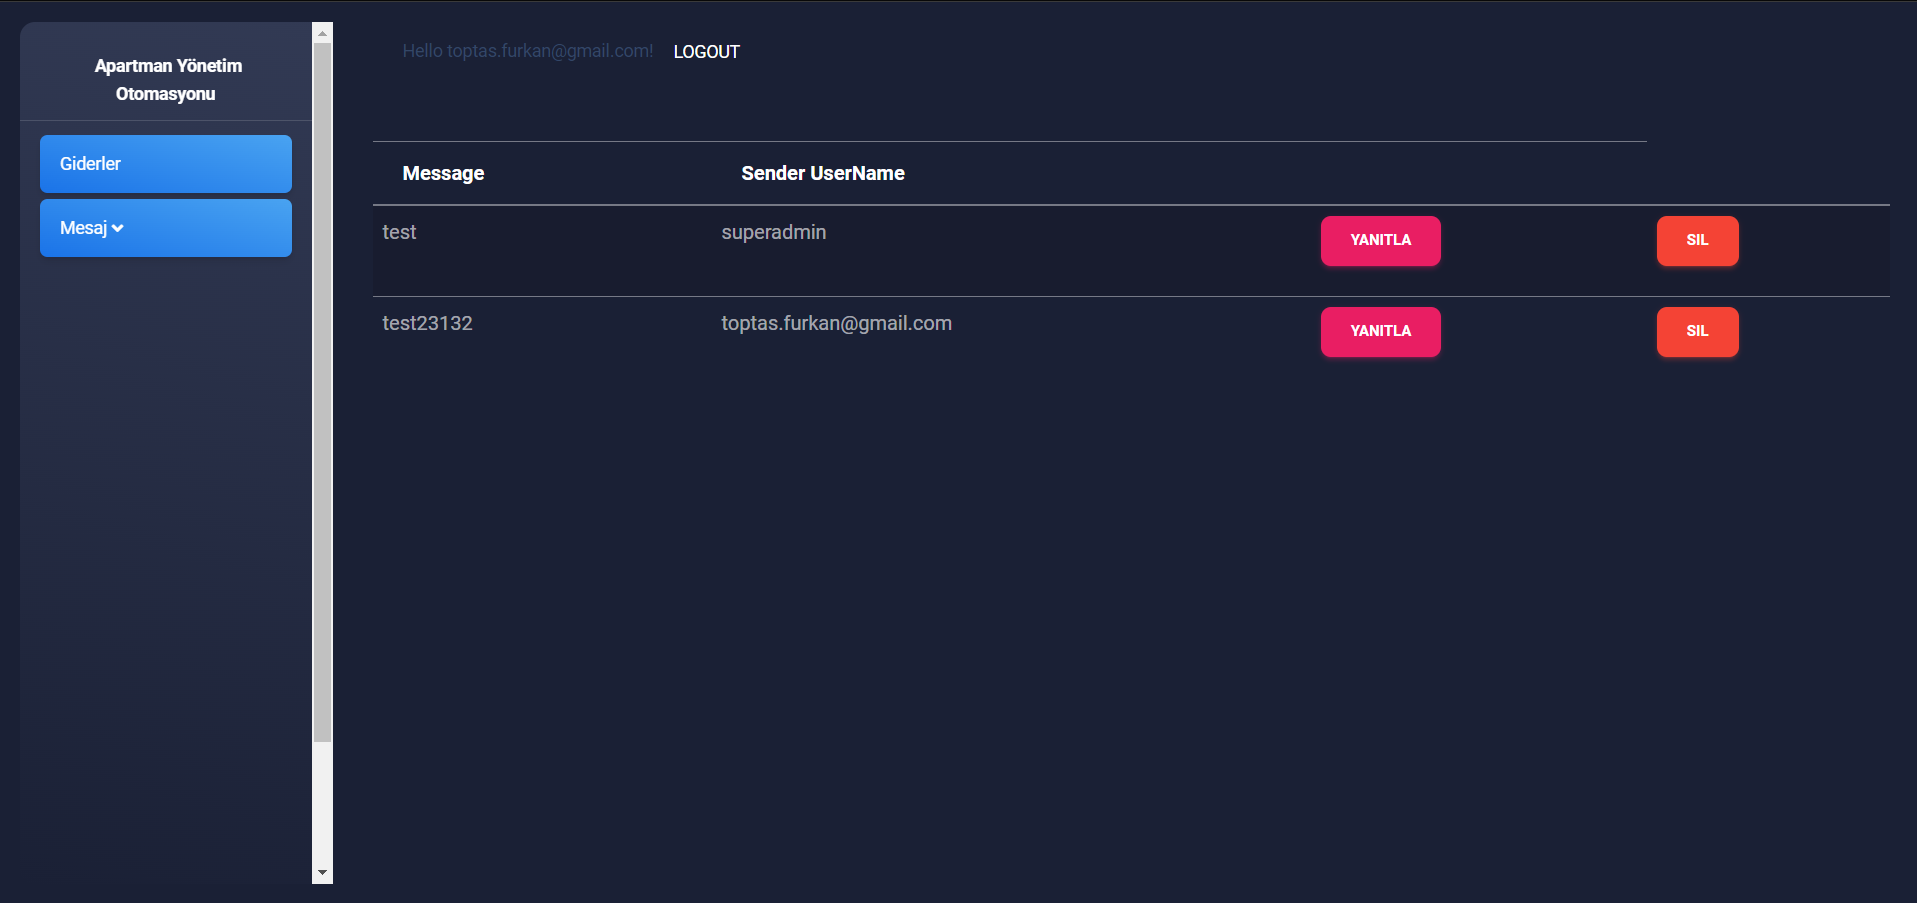 Apartman Yönetim
Otomasyonu
Giderler
Mesaj
Hello toptas.furkan@gmail.com! LOGOUT
Message Sender UserName
test superadmin YANITLA SIL
test23132 toptas.furkan@gmail.com YANITLA SIL